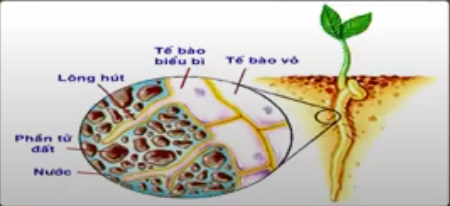 Tế bào
biểu bì
Tế bào vỏ
Lông hút
Phần tử
đất
Nước